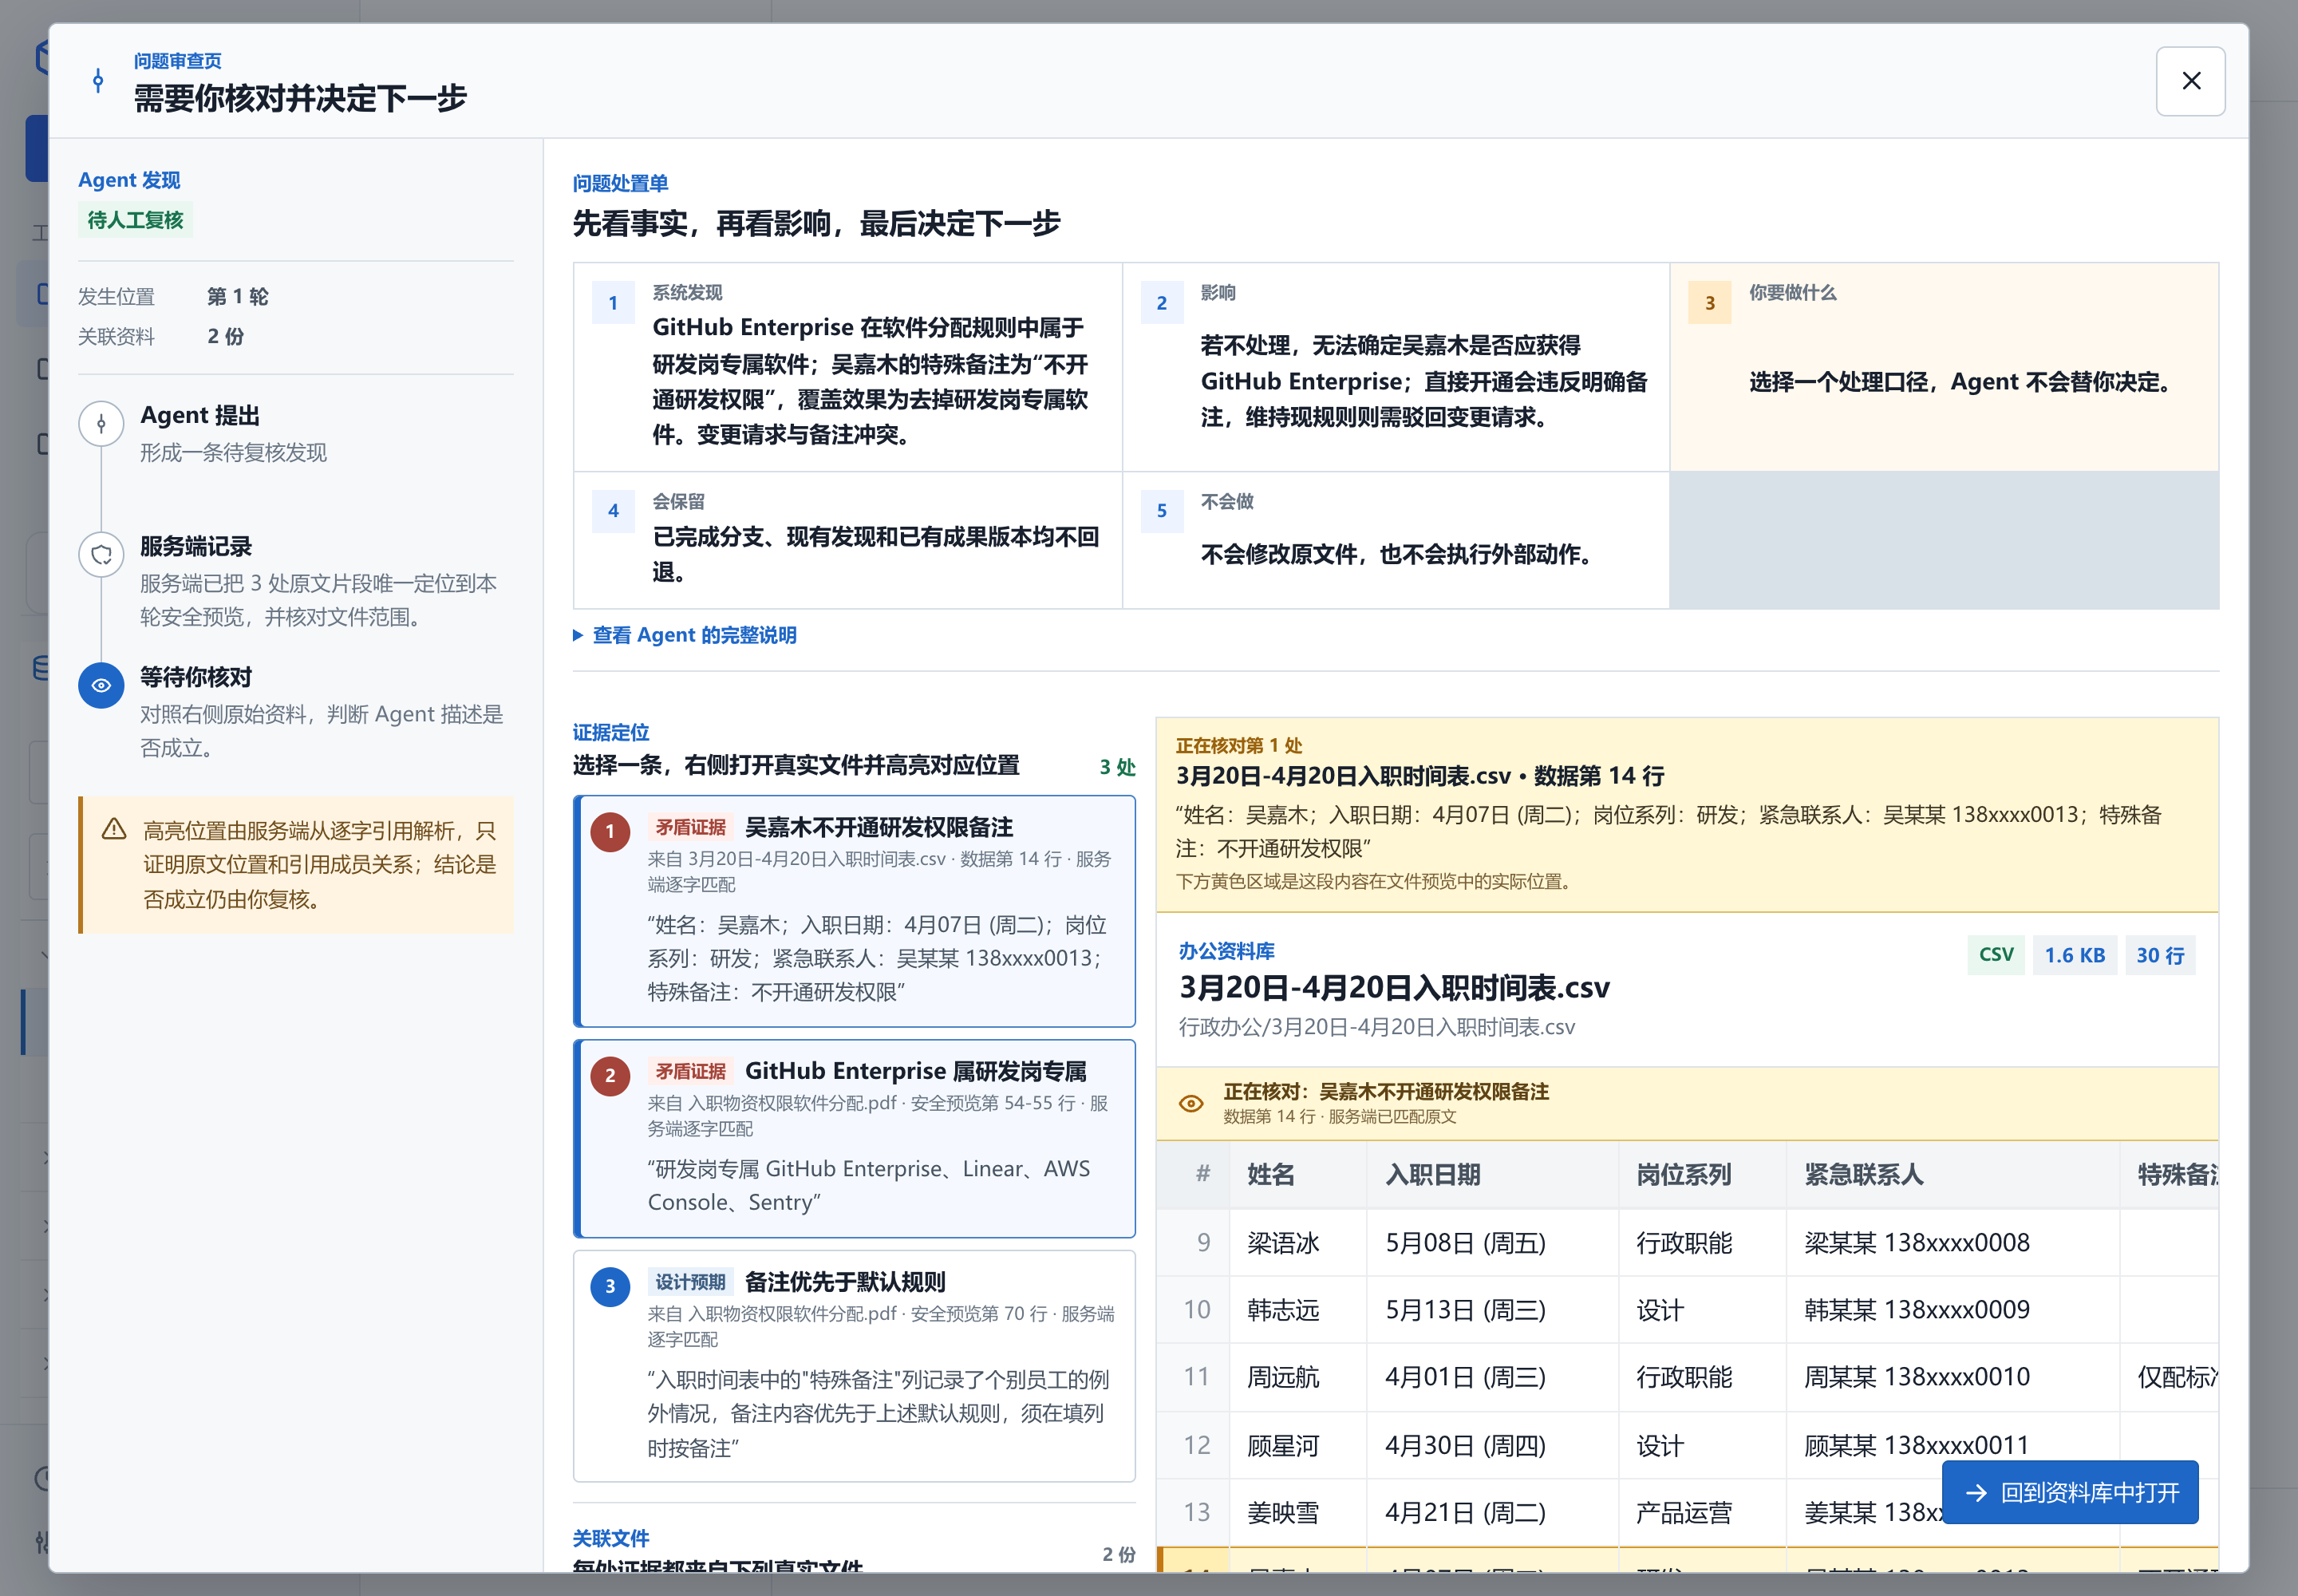 问题审查页
需要你核对并决定下一步
Agent 发现
待人工复核
发生位置 第 1 轮
关联资料 2 份
Agent 提出
形成一条待复核发现
服务端记录
服务端已把 3 处原文片段唯一定位到本
轮安全预览，并核对文件范围。
等待你核对
对照右侧原始资料，判断 Agent 描述是
否成立。
高亮位置由服务端从逐字引用解析，只
证明原文位置和引用成员关系；结论是
否成立仍由你复核。
问题处置单
先看事实，再看影响，最后决定下一步
1 系统发现
GitHub Enterprise 在软件分配规则中属于
研发岗专属软件；吴嘉木的特殊备注为“不开
通研发权限”，覆盖效果为去掉研发岗专属软
件。变更请求与备注冲突。
2 影响
若不处理，无法确定吴嘉木是否应获得
GitHub Enterprise；直接开通会违反明确备
注，维持现规则则需驳回变更请求。
3 你要做什么
选择一个处理口径，Agent 不会替你决定。
4 会保留
已完成分支、现有发现和已有成果版本均不回
退。
5 不会做
不会修改原文件，也不会执行外部动作。
查看 Agent 的完整说明
证据定位
选择一条，右侧打开真实文件并高亮对应位置 3 处
1 矛盾证据 吴嘉木不开通研发权限备注
来自 3月20日-4月20日入职时间表.csv · 数据第 14 行 · 服务
端逐字匹配
“姓名：吴嘉木；入职日期：4月07日 (周二)；岗位
系列：研发；紧急联系人：吴某某 138xxxx0013；
特殊备注：不开通研发权限”
2 矛盾证据 GitHub Enterprise 属研发岗专属
来自 入职物资权限软件分配.pdf · 安全预览第 54-55 行 · 服
务端逐字匹配
“研发岗专属 GitHub Enterprise、Linear、AWS
Console、Sentry”
3 设计预期 备注优先于默认规则
来自 入职物资权限软件分配.pdf · 安全预览第 70 行 · 服务端
逐字匹配
“入职时间表中的"特殊备注"列记录了个别员工的例
外情况，备注内容优先于上述默认规则，须在填列
时按备注”
关联文件
每处证据都来自下列真实文件 2 份
正在核对第 1 处
3月20日-4月20日入职时间表.csv • 数据第 14 行
“姓名：吴嘉木；入职日期：4月07日 (周二)；岗位系列：研发；紧急联系人：吴某某 138xxxx0013；特殊备
注：不开通研发权限”
下方黄色区域是这段内容在文件预览中的实际位置。
办公资料库
3月20日-4月20日入职时间表.csv
行政办公/3月20日-4月20日入职时间表.csv
CSV 1.6 KB 30 行
正在核对：吴嘉木不开通研发权限备注
数据第 14 行 · 服务端已匹配原文
# 姓名 入职日期 岗位系列 紧急联系人 特殊备注
9 梁语冰 5月08日 (周五) 行政职能 梁某某 138xxxx0008
10 韩志远 5月13日 (周三) 设计 韩某某 138xxxx0009
11 周远航 4月01日 (周三) 行政职能 周某某 138xxxx0010 仅配标
12 顾星河 4月30日 (周四) 设计 顾某某 138xxxx0011
13 姜映雪 4月21日 (周二) 产品运营 姜某某 138x
回到资料库中打开